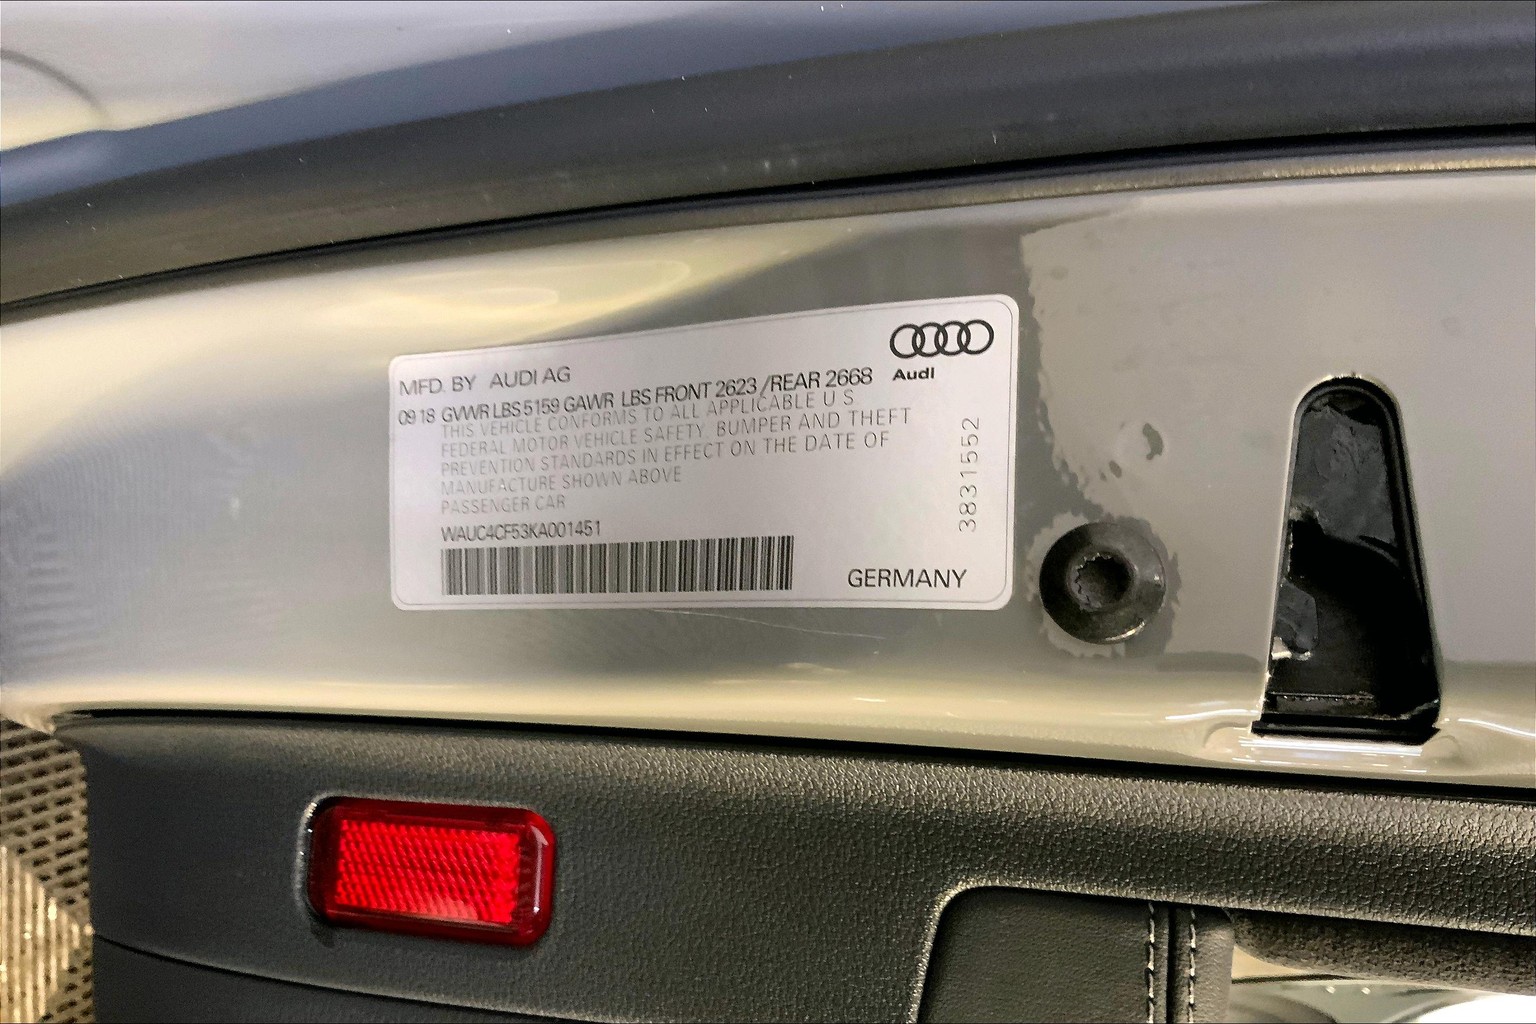 MFD. BY AUDI AG
Audi
09 18 GVWR LBS 5159 GAWR LBS FRONT 2623 / REAR 2668
THIS VEHICLE CONFORMS TO ALL APPLICABLE U S
FEDERAL MOTOR VEHICLE SAFETY BUMPER AND THEFT
PREVENTION STANDARDS IN EFFECT ON THE DATE OF
MANUFACTURE SHOWN ABOVE
PASSENGER CAR
WAUC4CF53KA001451
3831552
GERMANY